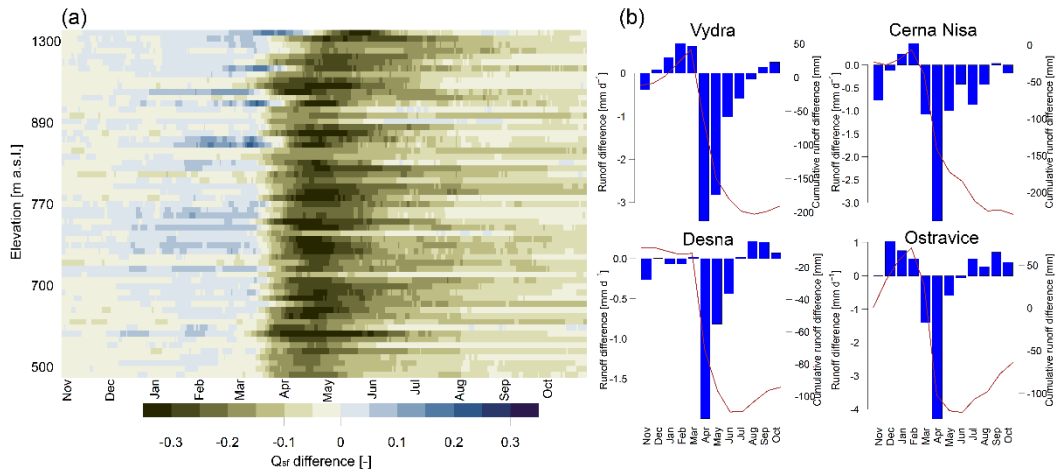 (a)
1300
890
770
700
500
Elevation [m a.s.l.]
Nov Dec Jan Feb Mar Apr May Jun Jul Aug Sep Oct
-0.3 -0.2 -0.1 0 0.1 0.2 0.3
Qsf difference [-]
(b)
Vydra
0
-1
-2
-3
Runoff difference [mm d⁻¹]
50
0
-50
-100
-150
-200
Cumulative runoff difference [mm]
Cerna Nisa
0.0
-0.5
-1.0
-1.5
-2.0
-2.5
-3.0
Runoff difference [mm d⁻¹]
0
-50
-100
-150
-200
Cumulative runoff difference [mm]
Desna
0.0
-0.5
-1.0
-1.5
Runoff difference [mm d⁻¹]
-20
-40
-60
-80
-100
Cumulative runoff difference [mm]
Nov Dec Jan Feb Mar Apr May Jun Jul Aug Sep Oct
Ostravice
1
0
-1
-2
-3
-4
Runoff difference [mm d⁻¹]
-50
0
-50
-100
Cumulative runoff difference [mm]
Nov Dec Jan Feb Mar Apr May Jun Jul Aug Sep Oct